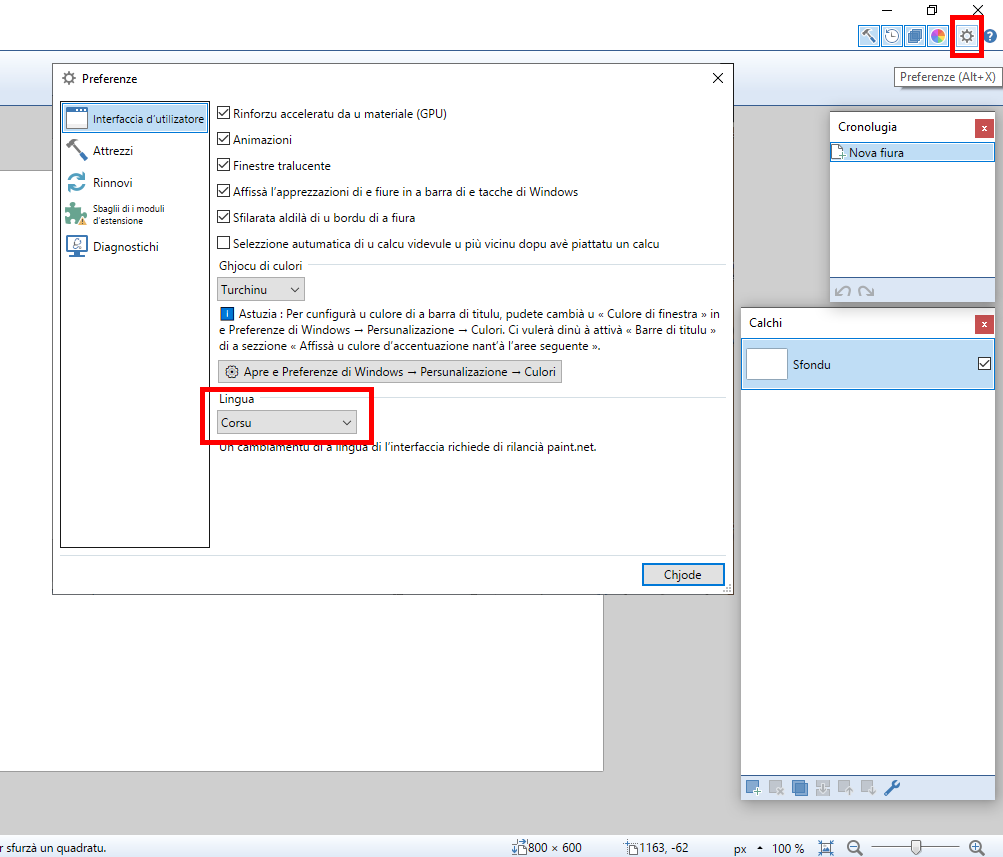 Preferenze (Alt+X)
Preferenze
Interfaccia d'utilizatore
Attrezzi
Rinnovi
Sbaglii di i moduli
d'estensione
Diagnostichi
Rinforzu acceleratu da u materiale (GPU)
Animazioni
Finestre tralucente
Affissà l'apprezzazioni di e fiure in a barra di e tacche di Windows
Sfilarata aldilà di u bordu di a fiura
Selezzione autumatica di u calcu videvule u più vicinu dopu avè piattatu un calcu
Ghjocu di culori
Turchinu
Astuzia : Per cunfigurà u culore di a barra di titulu, pudete cambià u « Culore di finestra » in
e Preferenze di Windows → Persunalizazione → Culori. Ci vulerà dinù à attivà « Barre di titulu »
di a sezzione « Affissà u culore d'accentuazione nant'à l'aree seguente ».
Apre e Preferenze di Windows → Persunalizazione → Culori
Lingua
Corsu
Un cambiamentu di a lingua di l'interfaccia richiede di rilancià paint.net.
Chjode
Cronulogia
x
Nova fiura
Calchi
x
Sfondu
r sfurzà un quadratu.
800 × 600
1163, -62
px
100 %